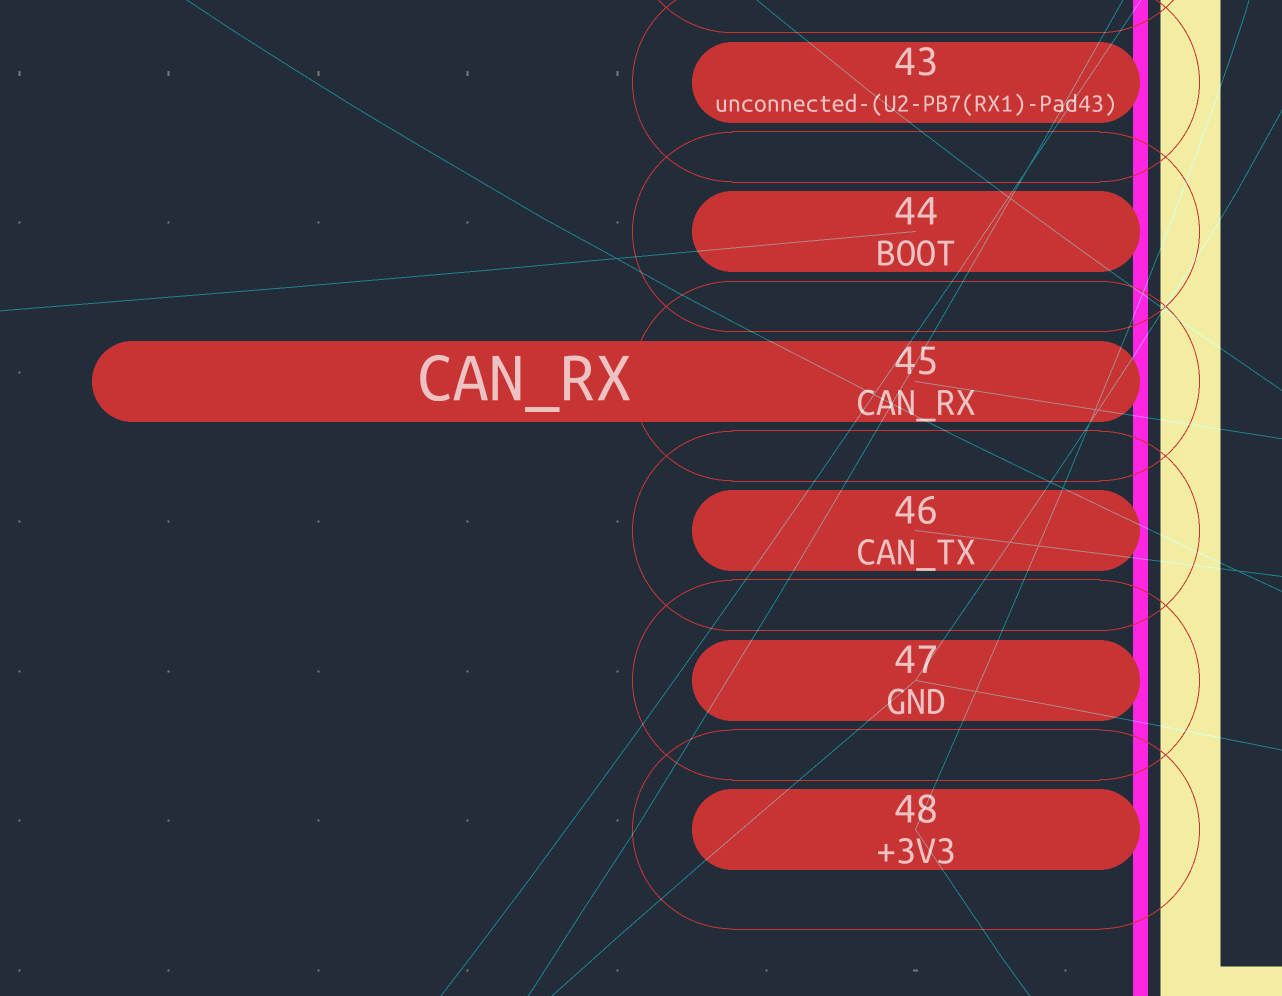 43
unconnected-(U2-PB7(RX1)-Pad43)
44
BOOT
CAN_RX
45
CAN_RX
46
CAN_TX
47
GND
48
+3V3